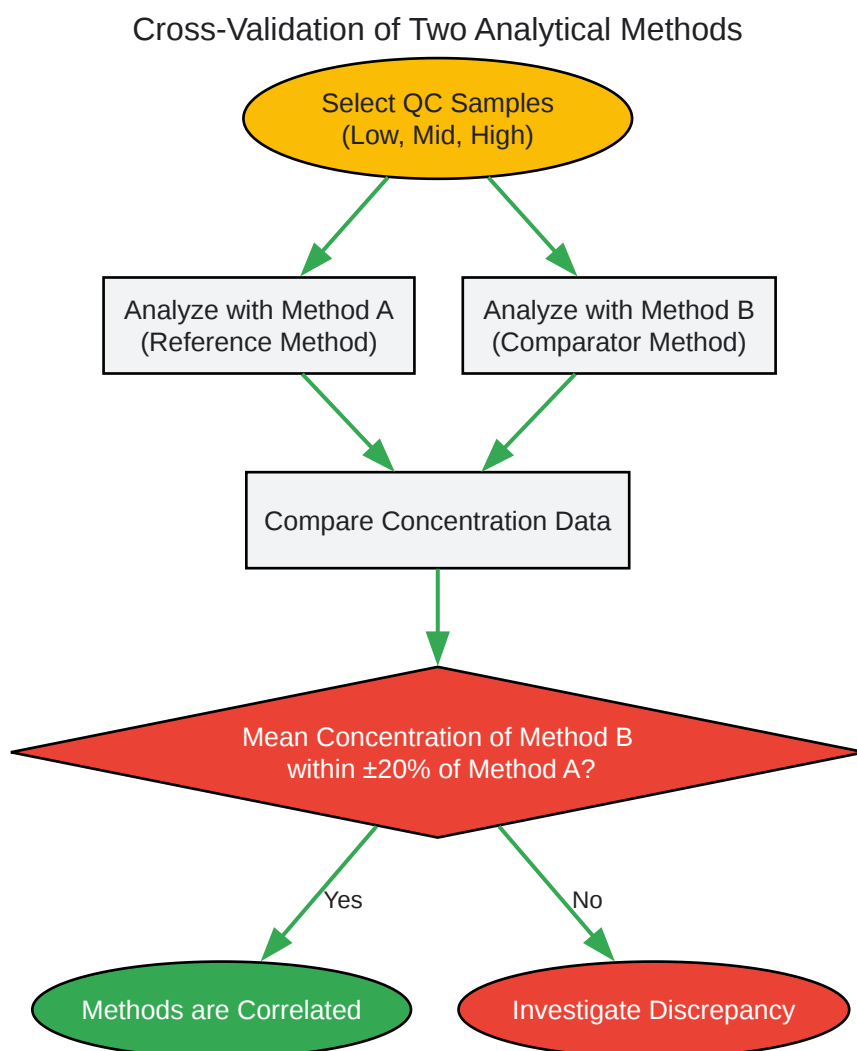 Cross-Validation of Two Analytical Methods
Select QC Samples
(Low, Mid, High)
Analyze with Method A
(Reference Method)
Analyze with Method B
(Comparator Method)
Compare Concentration Data
Mean Concentration of Method B
within ±20% of Method A?
Yes
No
Methods are Correlated
Investigate Discrepancy